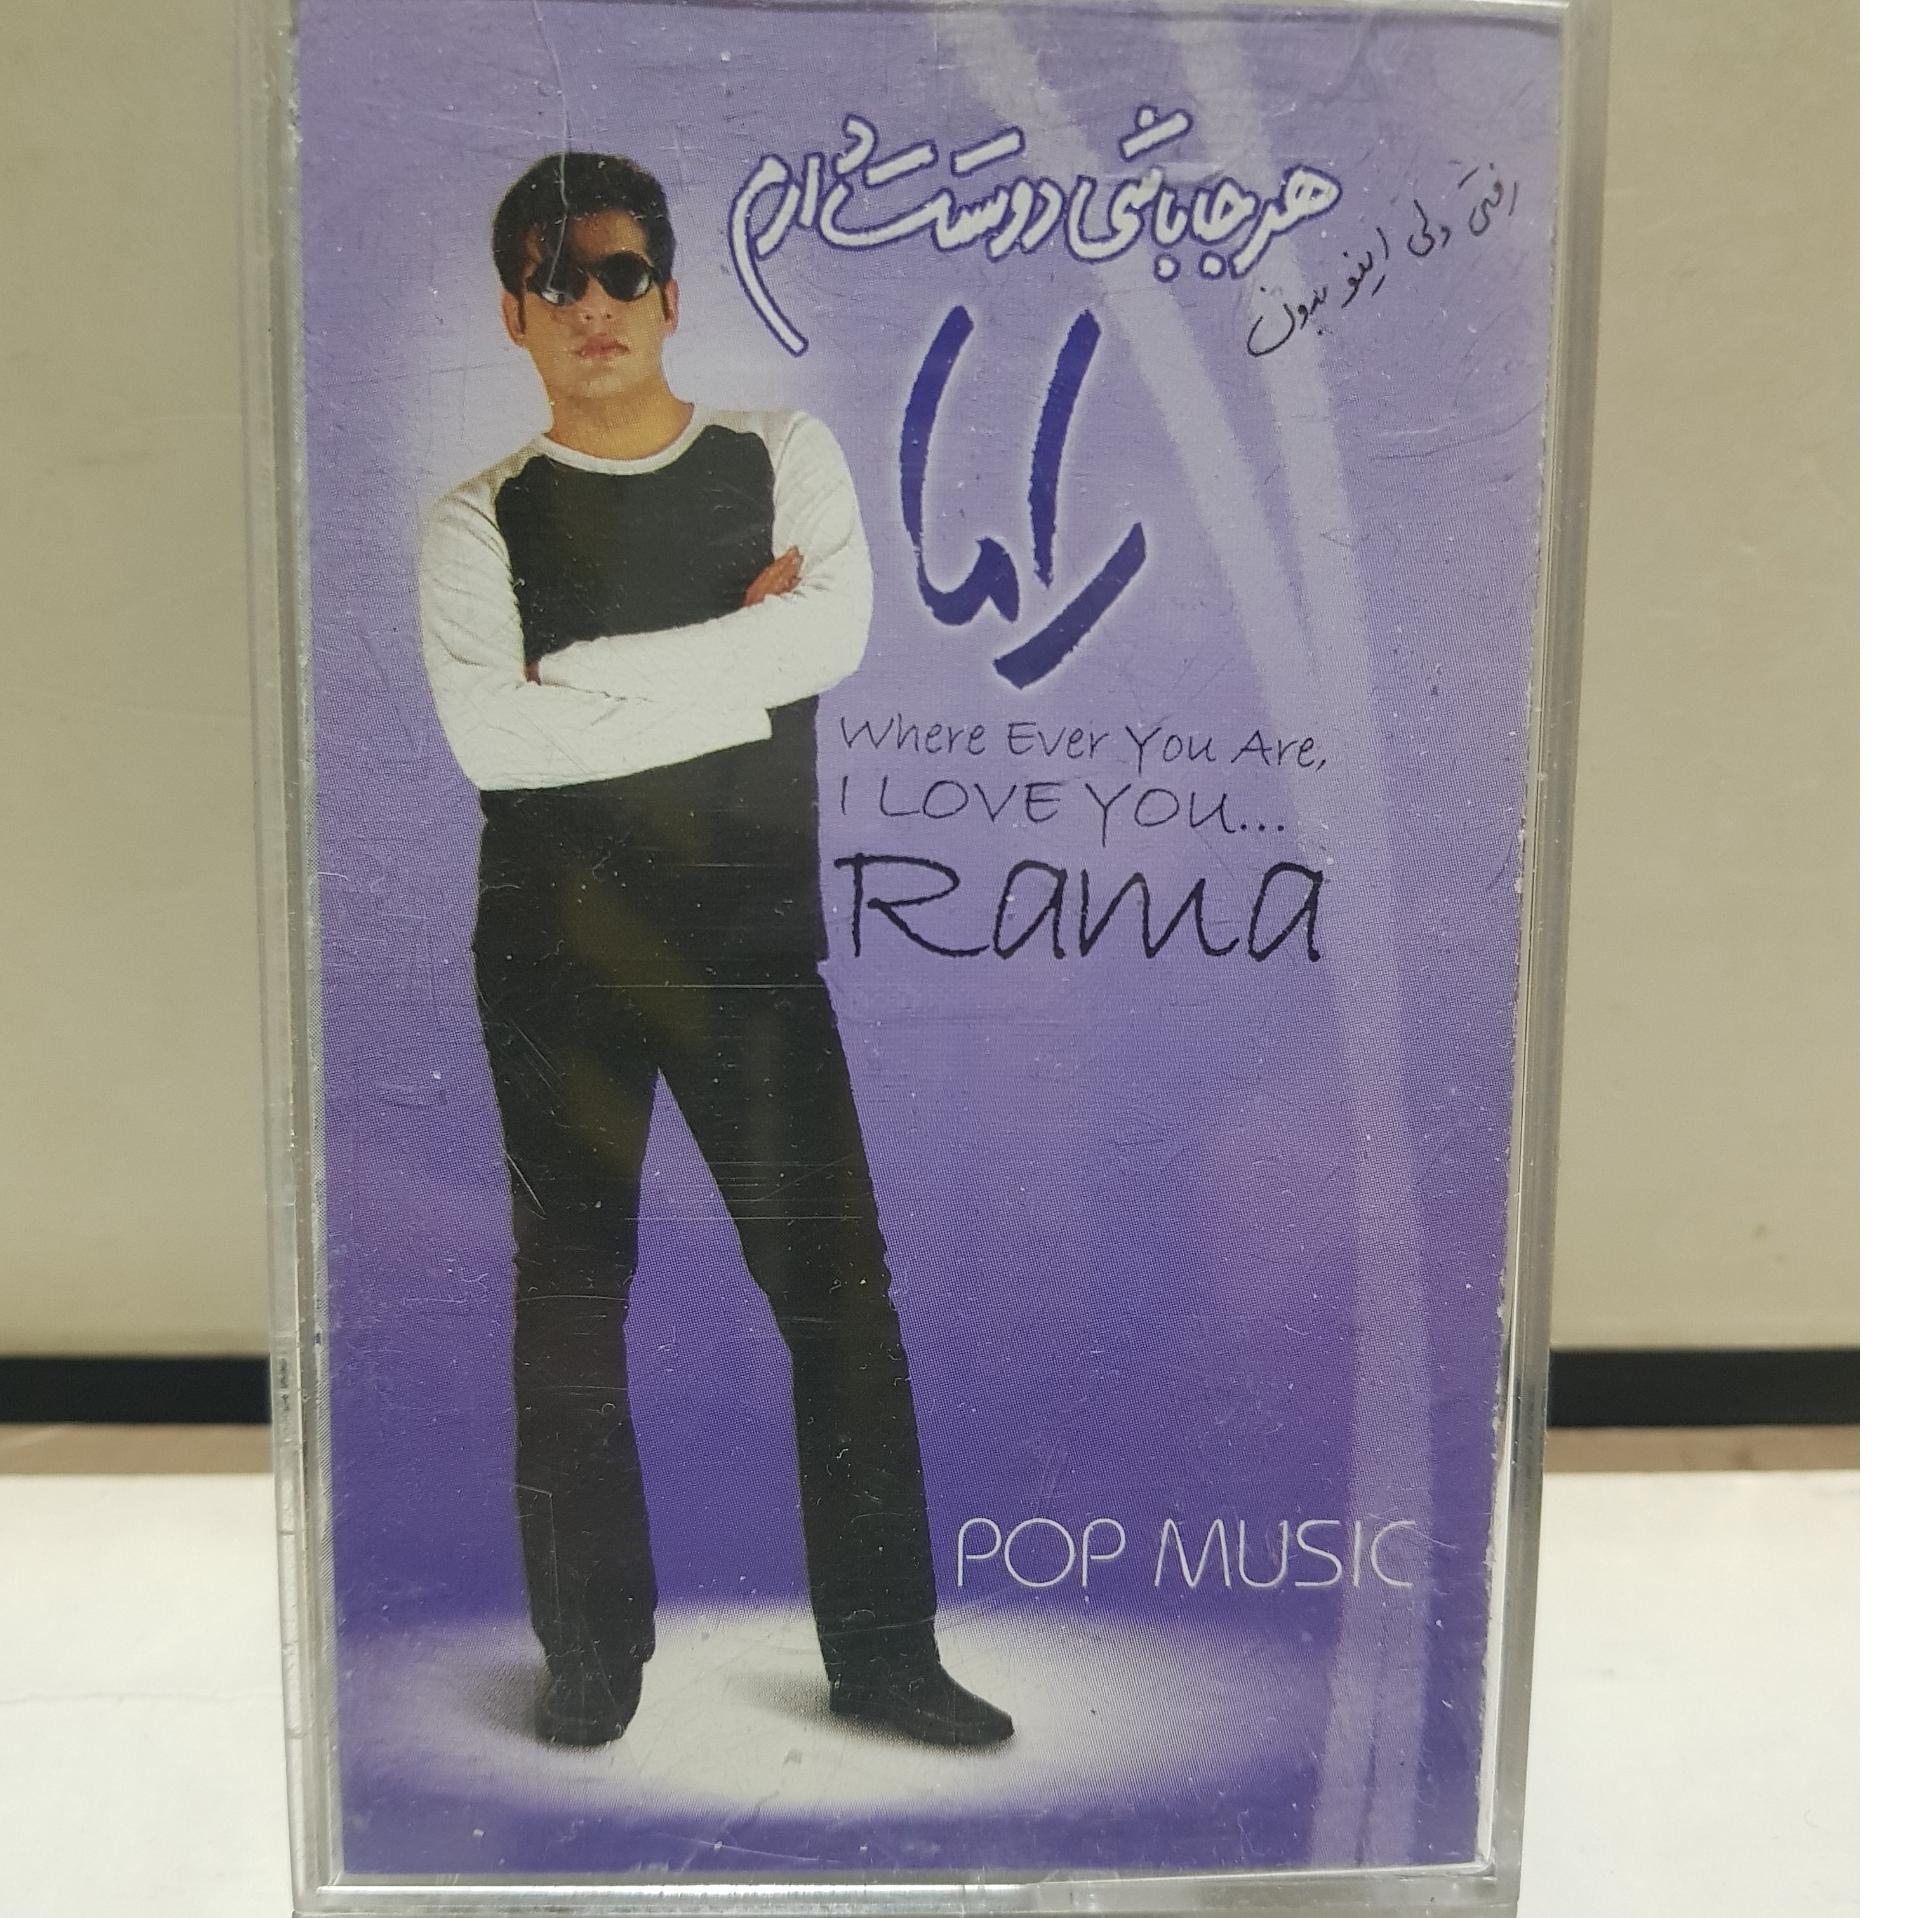 رفتی ولی اینو بدون
هر جا باشی دوستت دارم
راما
Where Ever You Are,
I LOVE YOU...
Rama
POP MUSIC